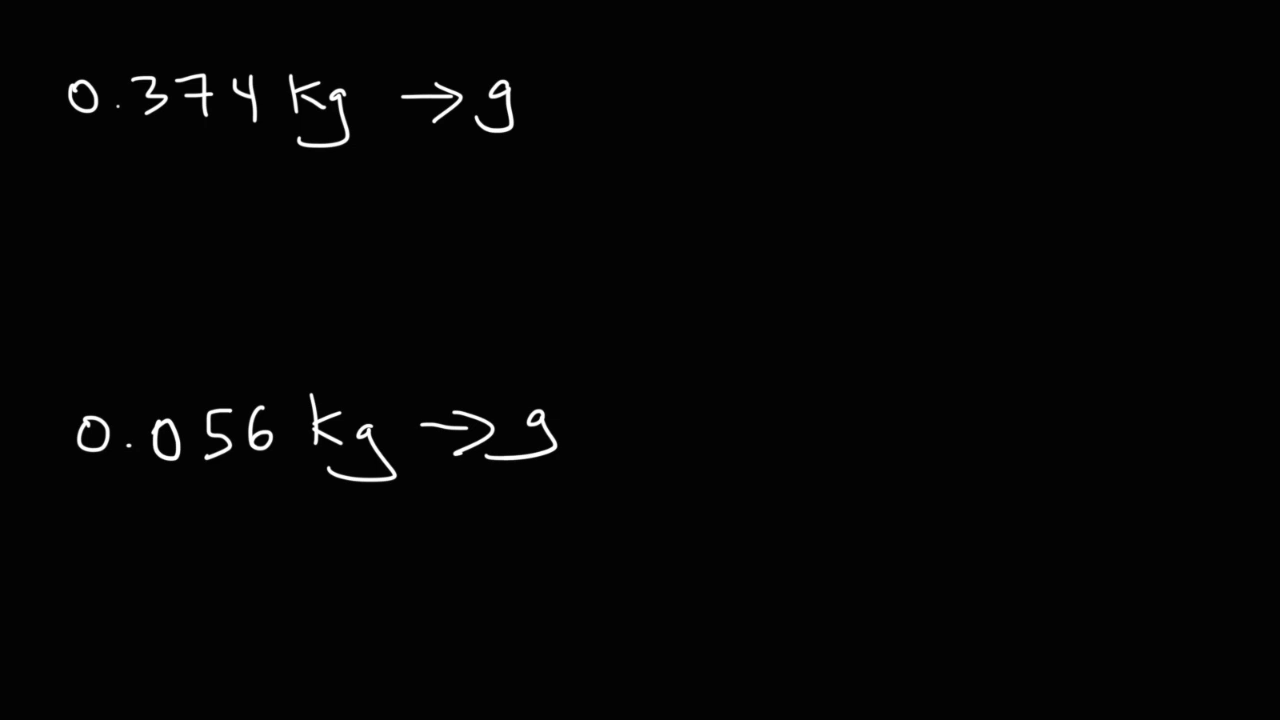 0.374 kg → g
0.056 kg → g